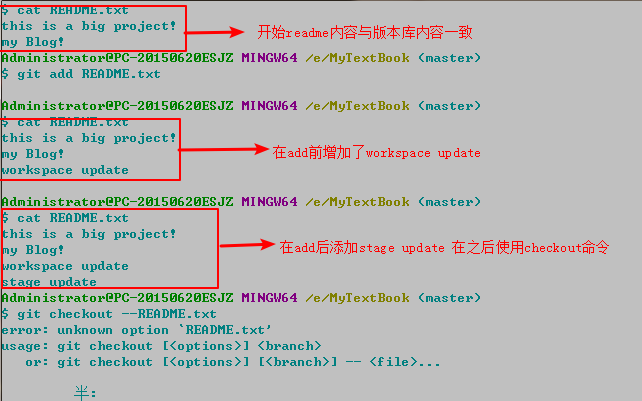 $ cat README.txt
this is a big project!
my Blog!
开始readme内容与版本库内容一致
Administrator@PC-20150620ESJZ MINGW64 /e/MyTextBook (master)
$ git add README.txt
Administrator@PC-20150620ESJZ MINGW64 /e/MyTextBook (master)
$ cat README.txt
this is a big project!
my Blog!
workspace update
在add前增加了workspace update
Administrator@PC-20150620ESJZ MINGW64 /e/MyTextBook (master)
$ cat README.txt
this is a big project!
my Blog!
workspace update
stage update
在add后添加stage update 在之后使用checkout命令
Administrator@PC-20150620ESJZ MINGW64 /e/MyTextBook (master)
$ git checkout --README.txt
error: unknown option `README.txt'
usage: git checkout [<options>] <branch>
or: git checkout [<options>] [<branch>] -- <file>...
半: